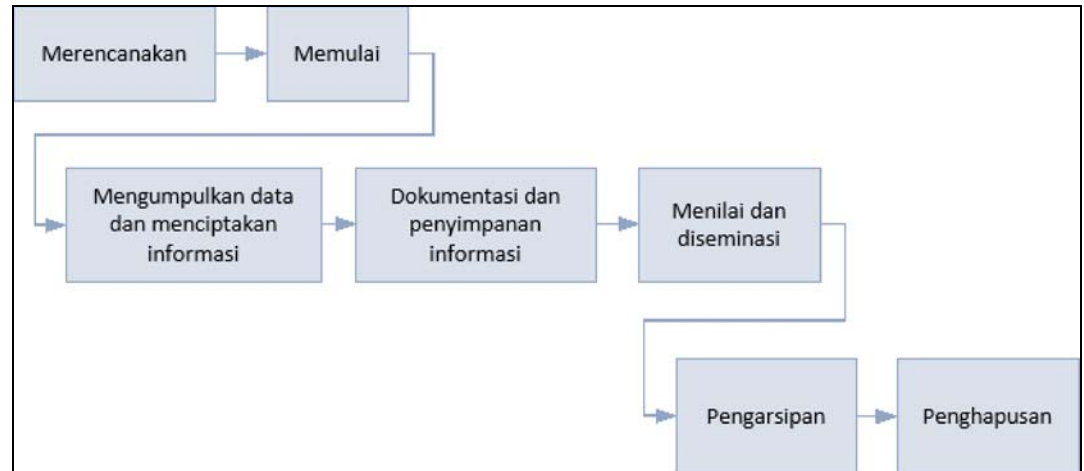 Merencanakan
Memulai
Mengumpulkan data
dan menciptakan
informasi
Dokumentasi dan
penyimpanan
informasi
Menilai dan
diseminasi
Pengarsipan
Penghapusan